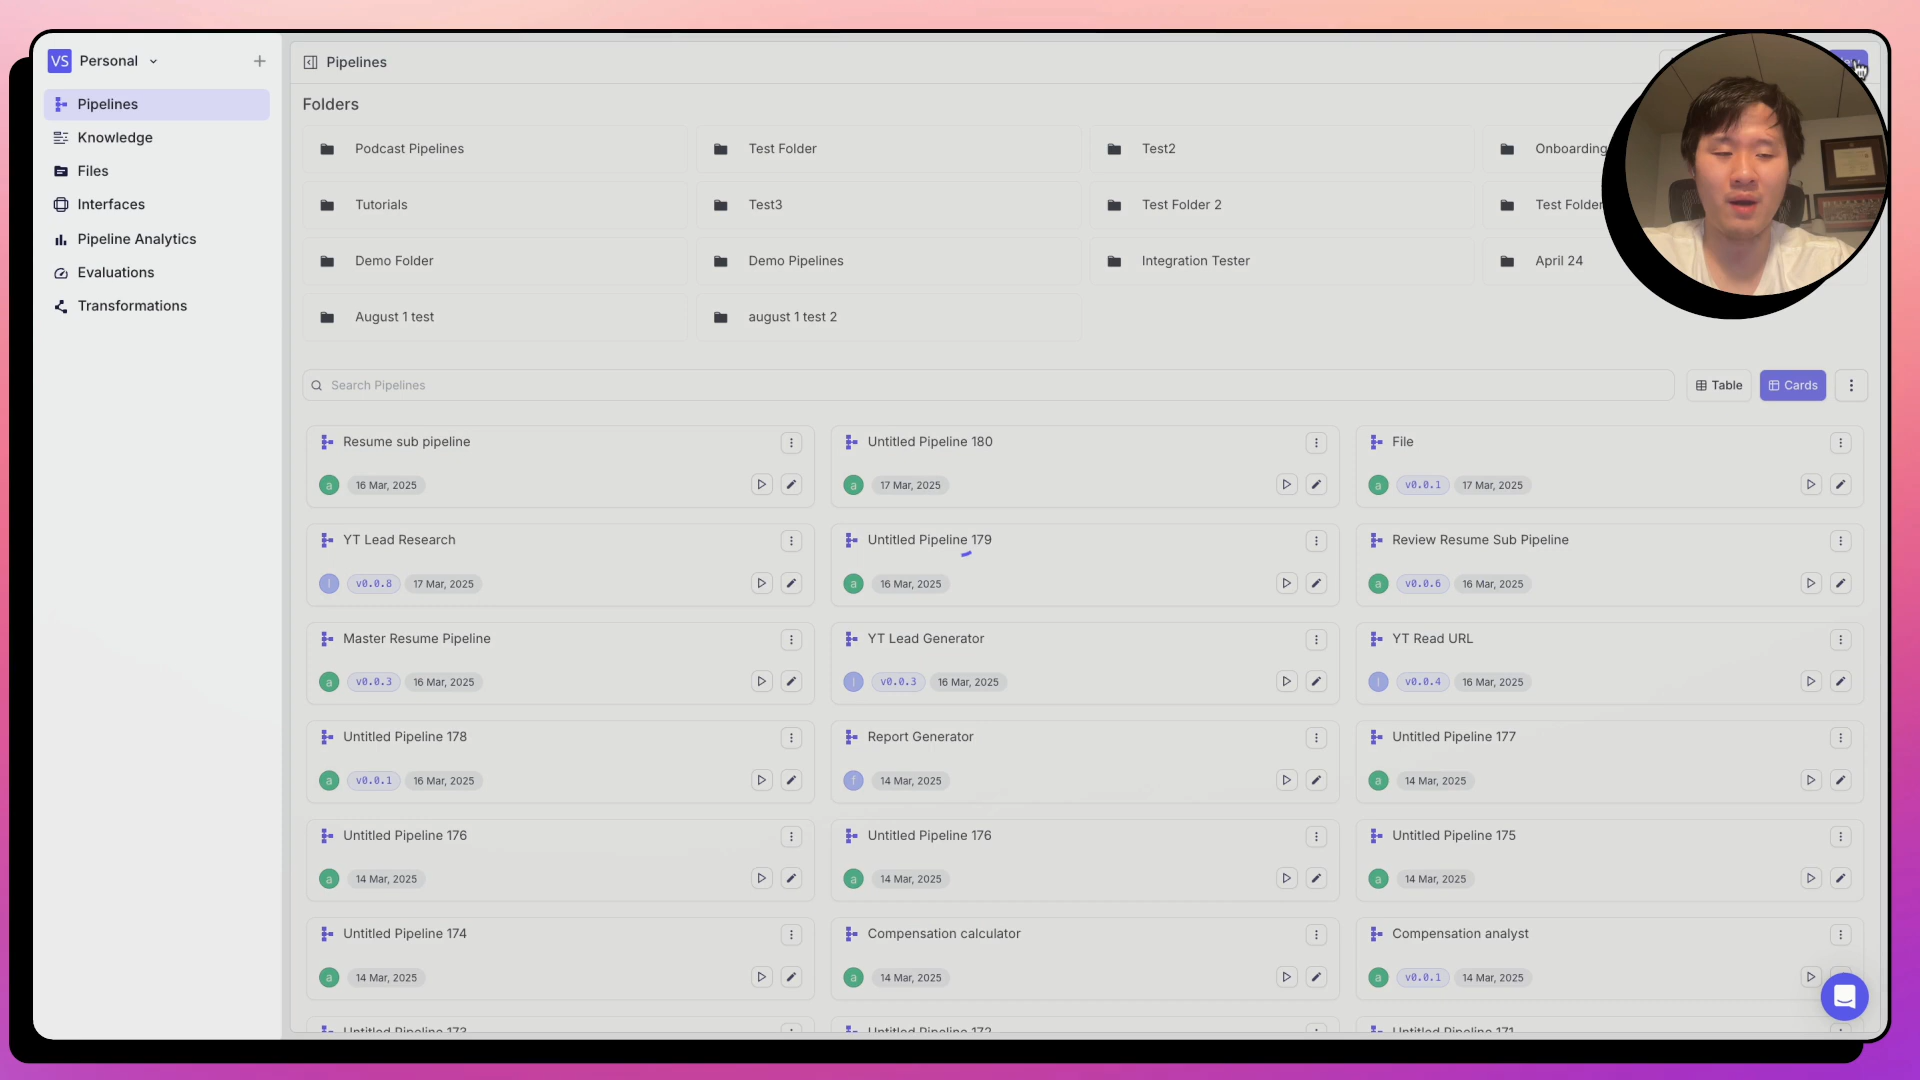 VS Personal
Pipelines
Knowledge
Files
Interfaces
Pipeline Analytics
Evaluations
Transformations
Pipelines
Folders
Podcast Pipelines
Test Folder
Test2
Onboarding
Tutorials
Test3
Test Folder 2
Test Folder
Demo Folder
Demo Pipelines
Integration Tester
April 24
August 1 test
august 1 test 2
Search Pipelines
Table
Cards
Resume sub pipeline
Untitled Pipeline 180
File
a 16 Mar, 2025
a 17 Mar, 2025
a v0.0.1 17 Mar, 2025
YT Lead Research
Untitled Pipeline 179
Review Resume Sub Pipeline
l v0.0.8 17 Mar, 2025
a 16 Mar, 2025
a v0.0.6 16 Mar, 2025
Master Resume Pipeline
YT Lead Generator
YT Read URL
a v0.0.3 16 Mar, 2025
l v0.0.3 16 Mar, 2025
l v0.0.4 16 Mar, 2025
Untitled Pipeline 178
Report Generator
Untitled Pipeline 177
a v0.0.1 16 Mar, 2025
f 14 Mar, 2025
a 14 Mar, 2025
Untitled Pipeline 176
Untitled Pipeline 176
Untitled Pipeline 175
a 14 Mar, 2025
a 14 Mar, 2025
a 14 Mar, 2025
Untitled Pipeline 174
Compensation calculator
Compensation analyst
a 14 Mar, 2025
a 14 Mar, 2025
a v0.0.1 14 Mar, 2025
Untitled Pipeline 173
Untitled Pipeline 172
Untitled Pipeline 171